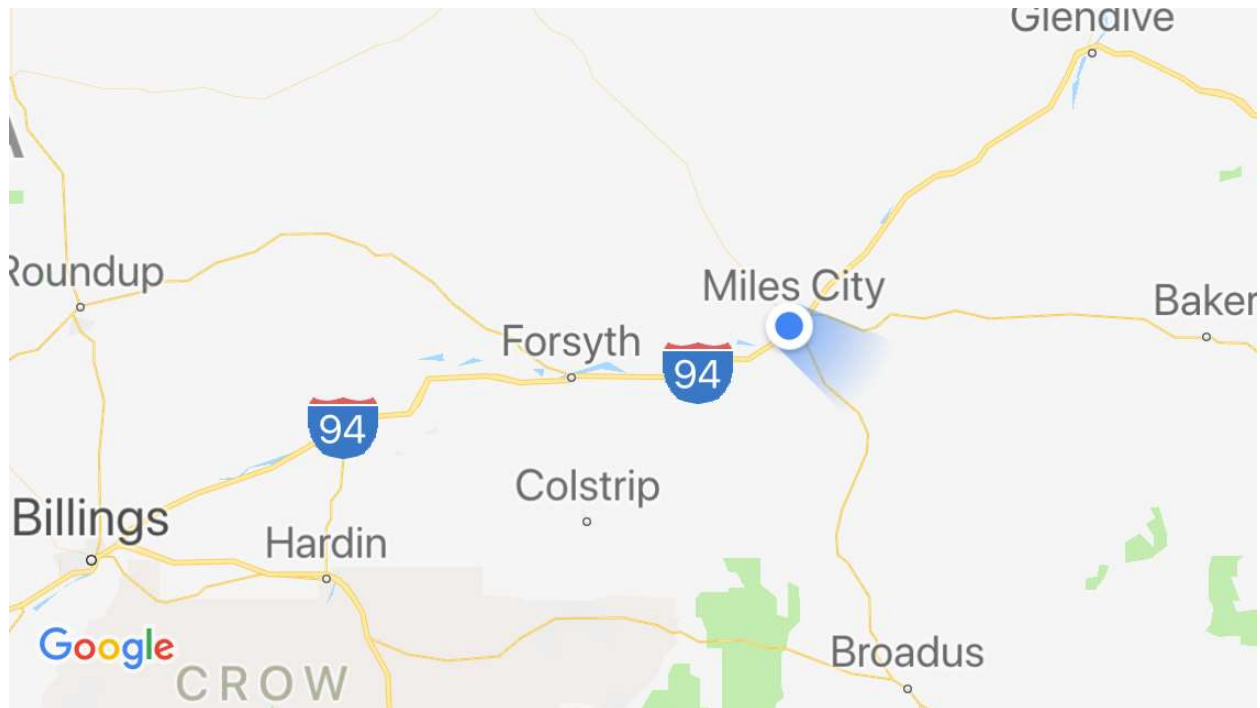 Glendive
Roundup
Miles City
Baker
Forsyth
94
94
Colstrip
Billings
Hardin
Google
CROW
Broadus